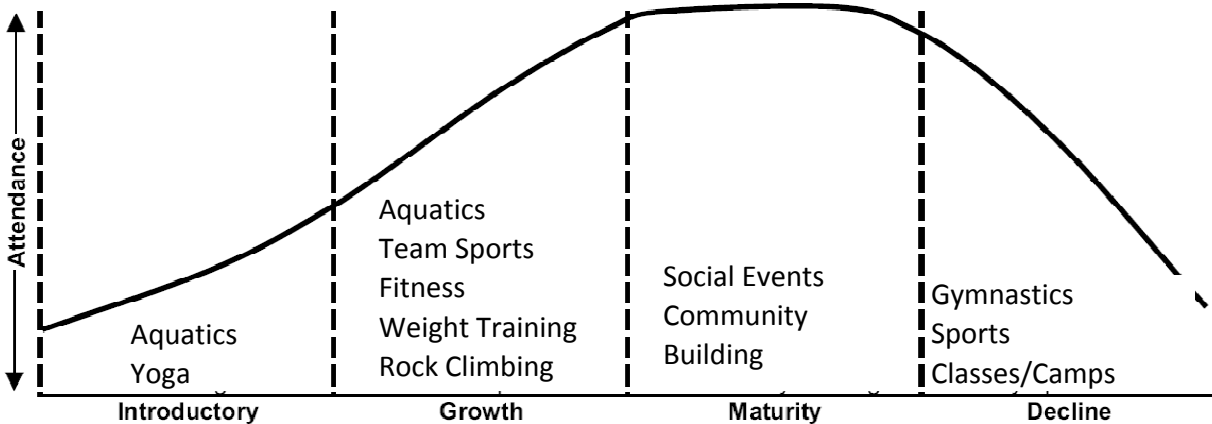 Attendance
Aquatics
Yoga
Aquatics
Team Sports
Fitness
Weight Training
Rock Climbing
Social Events
Community
Building
Gymnastics
Sports
Classes/Camps
Introductory
Growth
Maturity
Decline